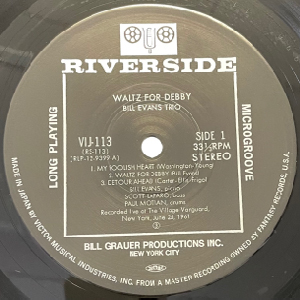 RIVERSIDE
WALTZ FOR DEBBY
BILL EVANS TRIO
LONG PLAYING
MICROGROOVE
VIJ-113
(RS-113)
(RLP-15-9399 A)
SIDE 1
33⅓ RPM
STEREO
1. MY FOOLISH HEART (Washington-Young)
2. WALTZ FOR DEBBY (Bill Evans)
3. DETOUR AHEAD (Carter-Ellis-Frigo)
BILL EVANS, piano
SCOTT LaFARO, bass
PAUL MOTIAN, drums
Recorded live at The Village Vanguard,
New York, June 25, 1961
BILL GRAUER PRODUCTIONS INC.
NEW YORK CITY
MADE IN JAPAN BY VICTOR MUSICAL INDUSTRIES, INC. FROM A MASTER RECORDING OWNED BY FANTASY RECORDS, U.S.A.